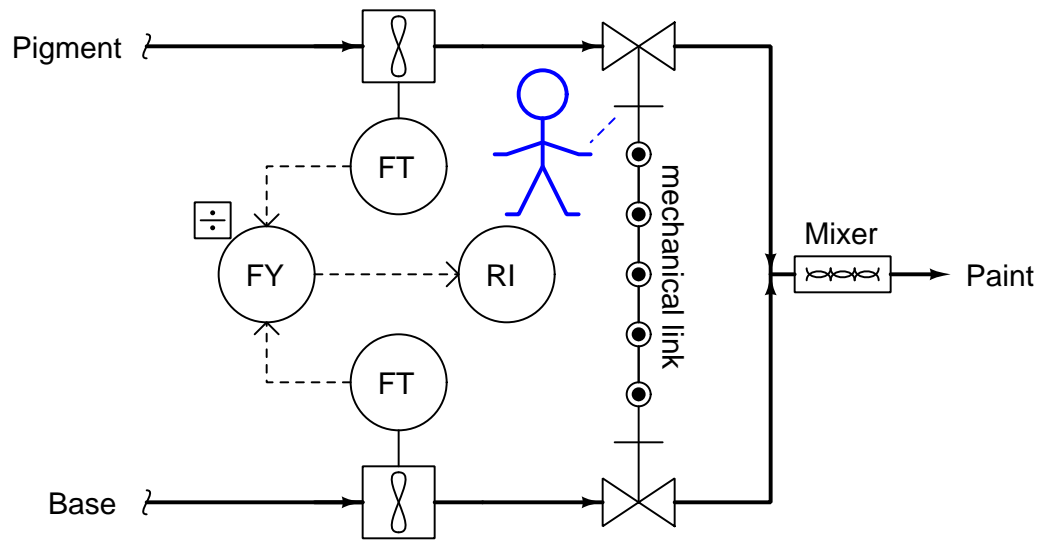 Pigment
FT
÷
FY
RI
mechanical link
Mixer
Paint
FT
Base